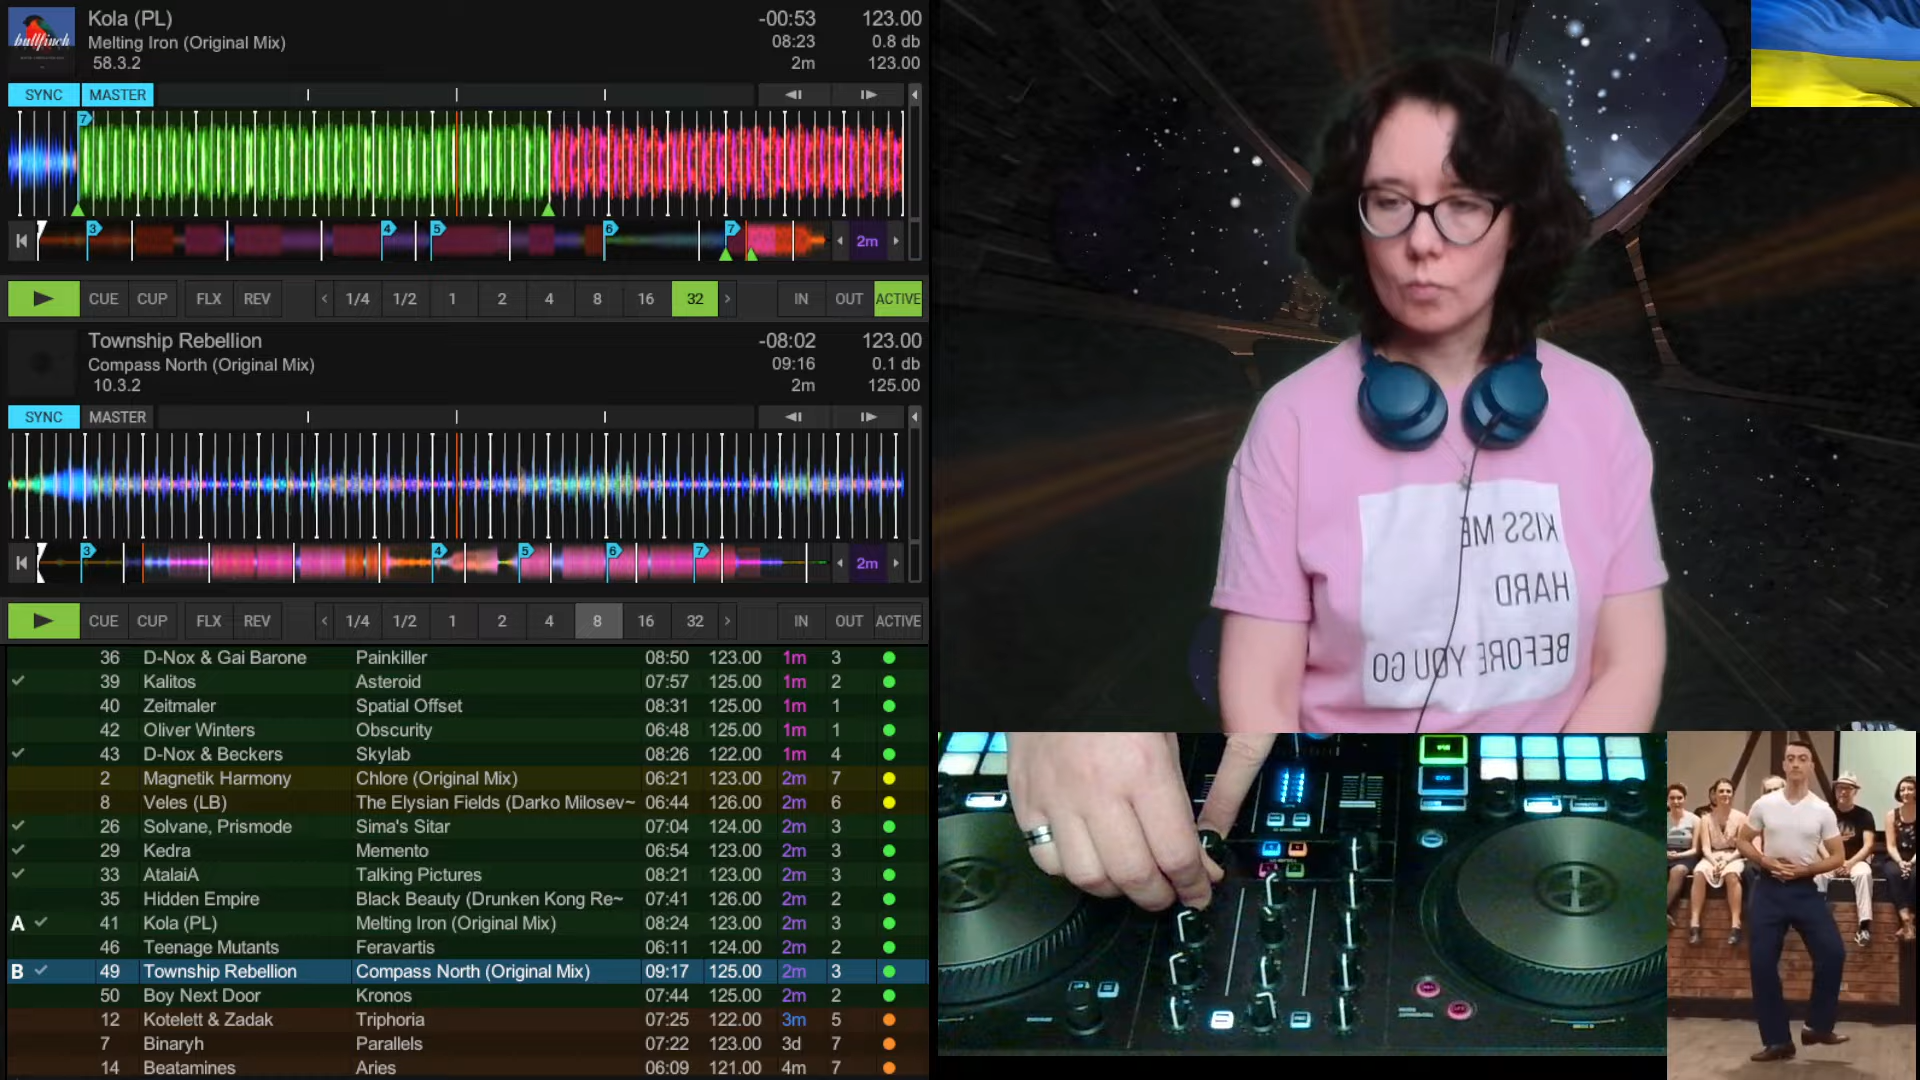 bullfinch
Kola (PL) -00:53 123.00
Melting Iron (Original Mix) 08:23 0.8 db
58.3.2 2m 123.00
SYNC MASTER
7
3 4 5 6 7 2m
CUE CUP FLX REV 1/4 1/2 1 2 4 8 16 32 IN OUT ACTIVE
Township Rebellion -08:02 123.00
Compass North (Original Mix) 09:16 0.1 db
10.3.2 2m 125.00
SYNC MASTER
3 4 5 6 7 2m
CUE CUP FLX REV 1/4 1/2 1 2 4 8 16 32 IN OUT ACTIVE
36 D-Nox & Gai Barone Painkiller 08:50 123.00 1m 3
39 Kalitos Asteroid 07:57 125.00 1m 2
40 Zeitmaler Spatial Offset 08:31 125.00 1m 1
42 Oliver Winters Obscurity 06:48 125.00 1m 1
43 D-Nox & Beckers Skylab 08:26 122.00 1m 4
2 Magnetik Harmony Chlore (Original Mix) 06:21 123.00 2m 7
8 Veles (LB) The Elysian Fields (Darko Milosev~ 06:44 126.00 2m 6
26 Solvane, Prismode Sima's Sitar 07:04 124.00 2m 3
29 Kedra Memento 06:54 123.00 2m 3
33 AtalaiA Talking Pictures 08:21 123.00 2m 3
35 Hidden Empire Black Beauty (Drunken Kong Re~ 07:41 126.00 2m 2
A 41 Kola (PL) Melting Iron (Original Mix) 08:24 123.00 2m 3
46 Teenage Mutants Feravartis 06:11 124.00 2m 2
B 49 Township Rebellion Compass North (Original Mix) 09:17 125.00 2m 3
50 Boy Next Door Kronos 07:44 125.00 2m 2
12 Kotelett & Zadak Triphoria 07:25 122.00 3m 5
7 Binaryh Parallels 07:22 123.00 3d 7
14 Beatamines Aries 06:09 121.00 4m 7
KISS ME
HARD
BEFORE YOU GO